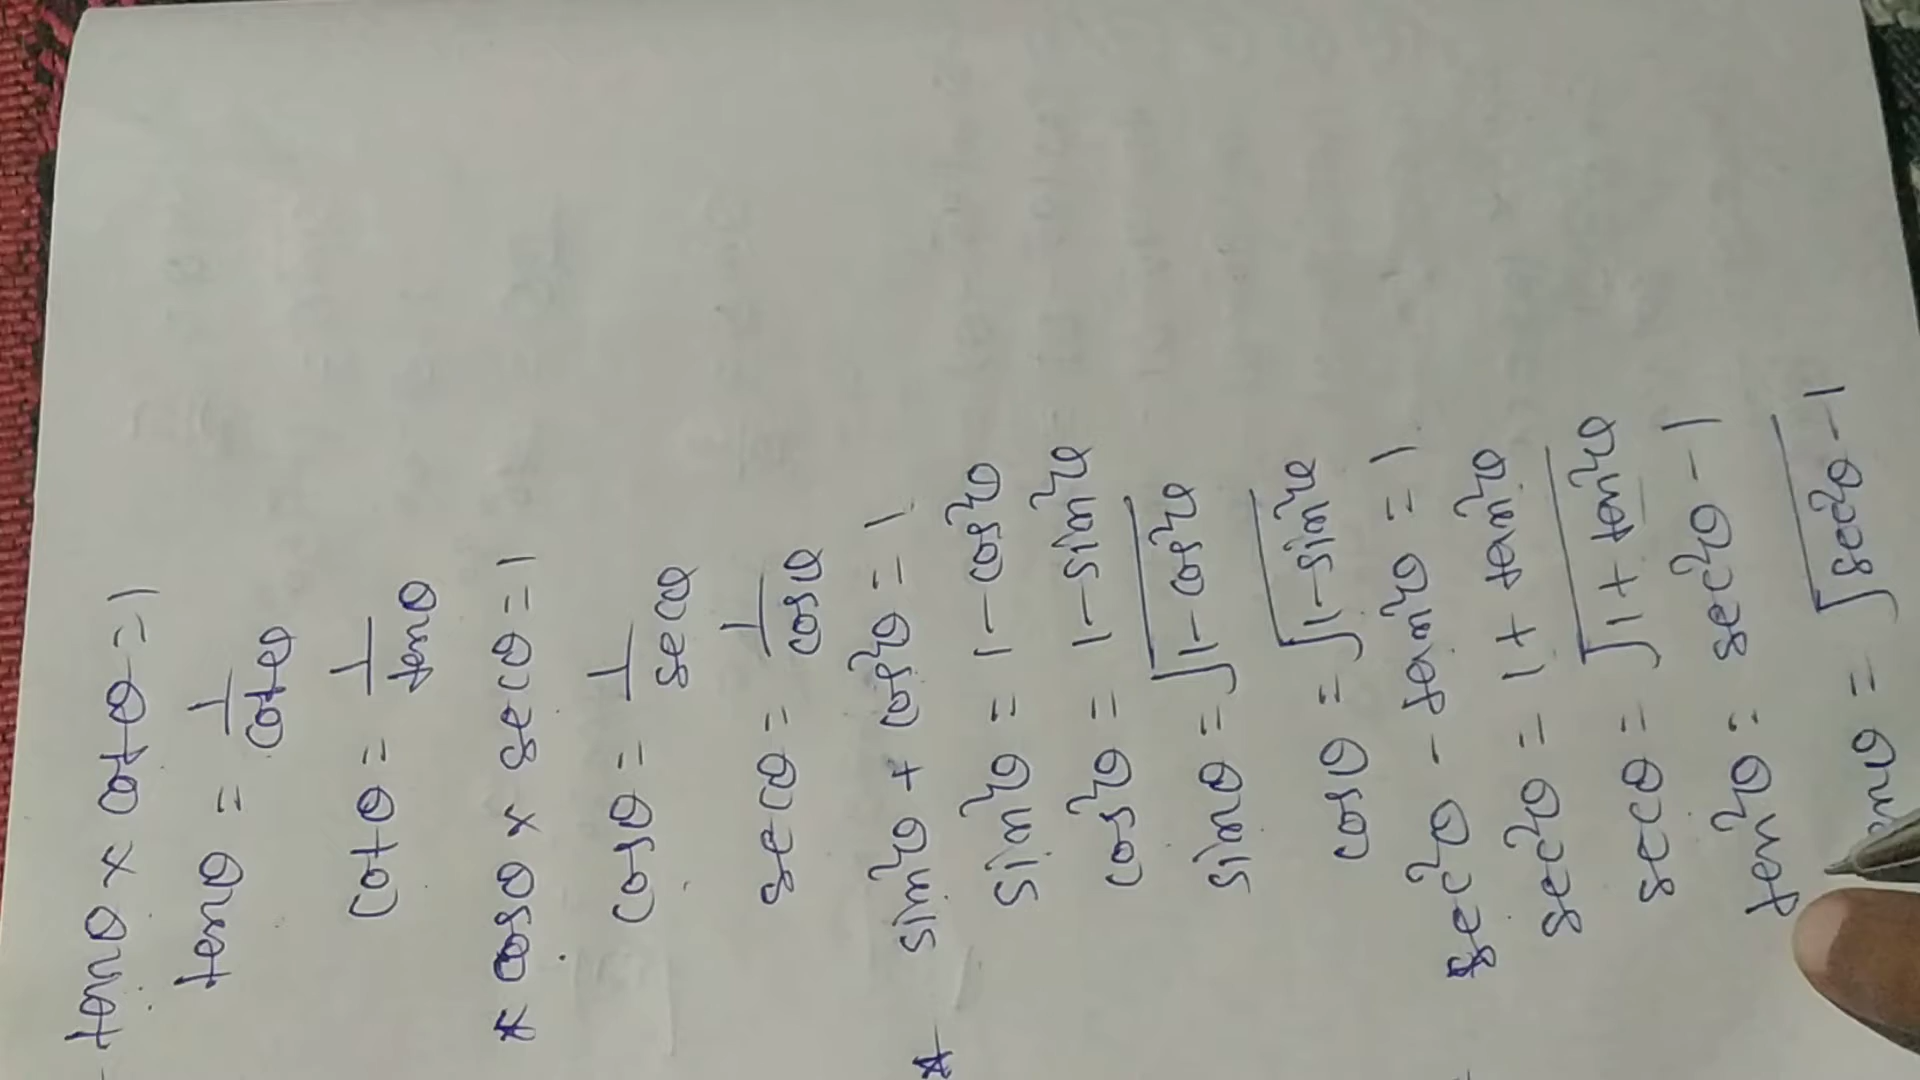 tanθ × cotθ = 1
tanθ = 1/cotθ
cotθ = 1/tanθ
* cosθ × secθ = 1
cosθ = 1/secθ
secθ = 1/cosθ
* sin²θ + cos²θ = 1
sin²θ = 1 - cos²θ
cos²θ = 1 - sin²θ
sinθ = √1 - cos²θ
cosθ = √1 - sin²θ
sec²θ - tan²θ = 1
sec²θ = 1 + tan²θ
secθ = √1 + tan²θ
tan²θ = sec²θ - 1
= √sec²θ - 1